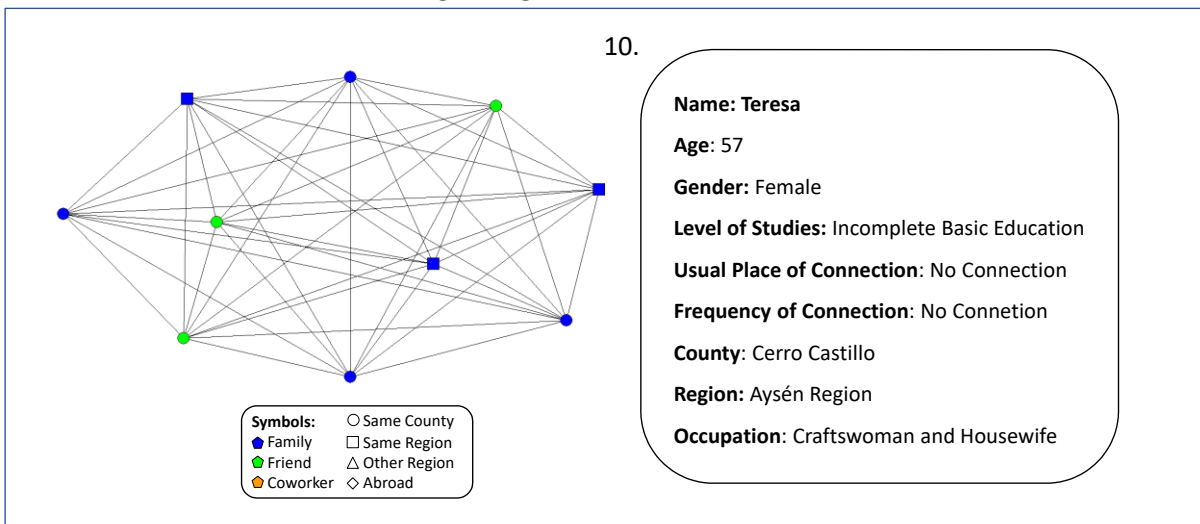 10.
Name: Teresa
Age: 57
Gender: Female
Level of Studies: Incomplete Basic Education
Usual Place of Connection: No Connection
Frequency of Connection: No Connetion
County: Cerro Castillo
Region: Aysén Region
Occupation: Craftswoman and Housewife
Symbols:
Family
Friend
Coworker
Same County
Same Region
Other Region
Abroad